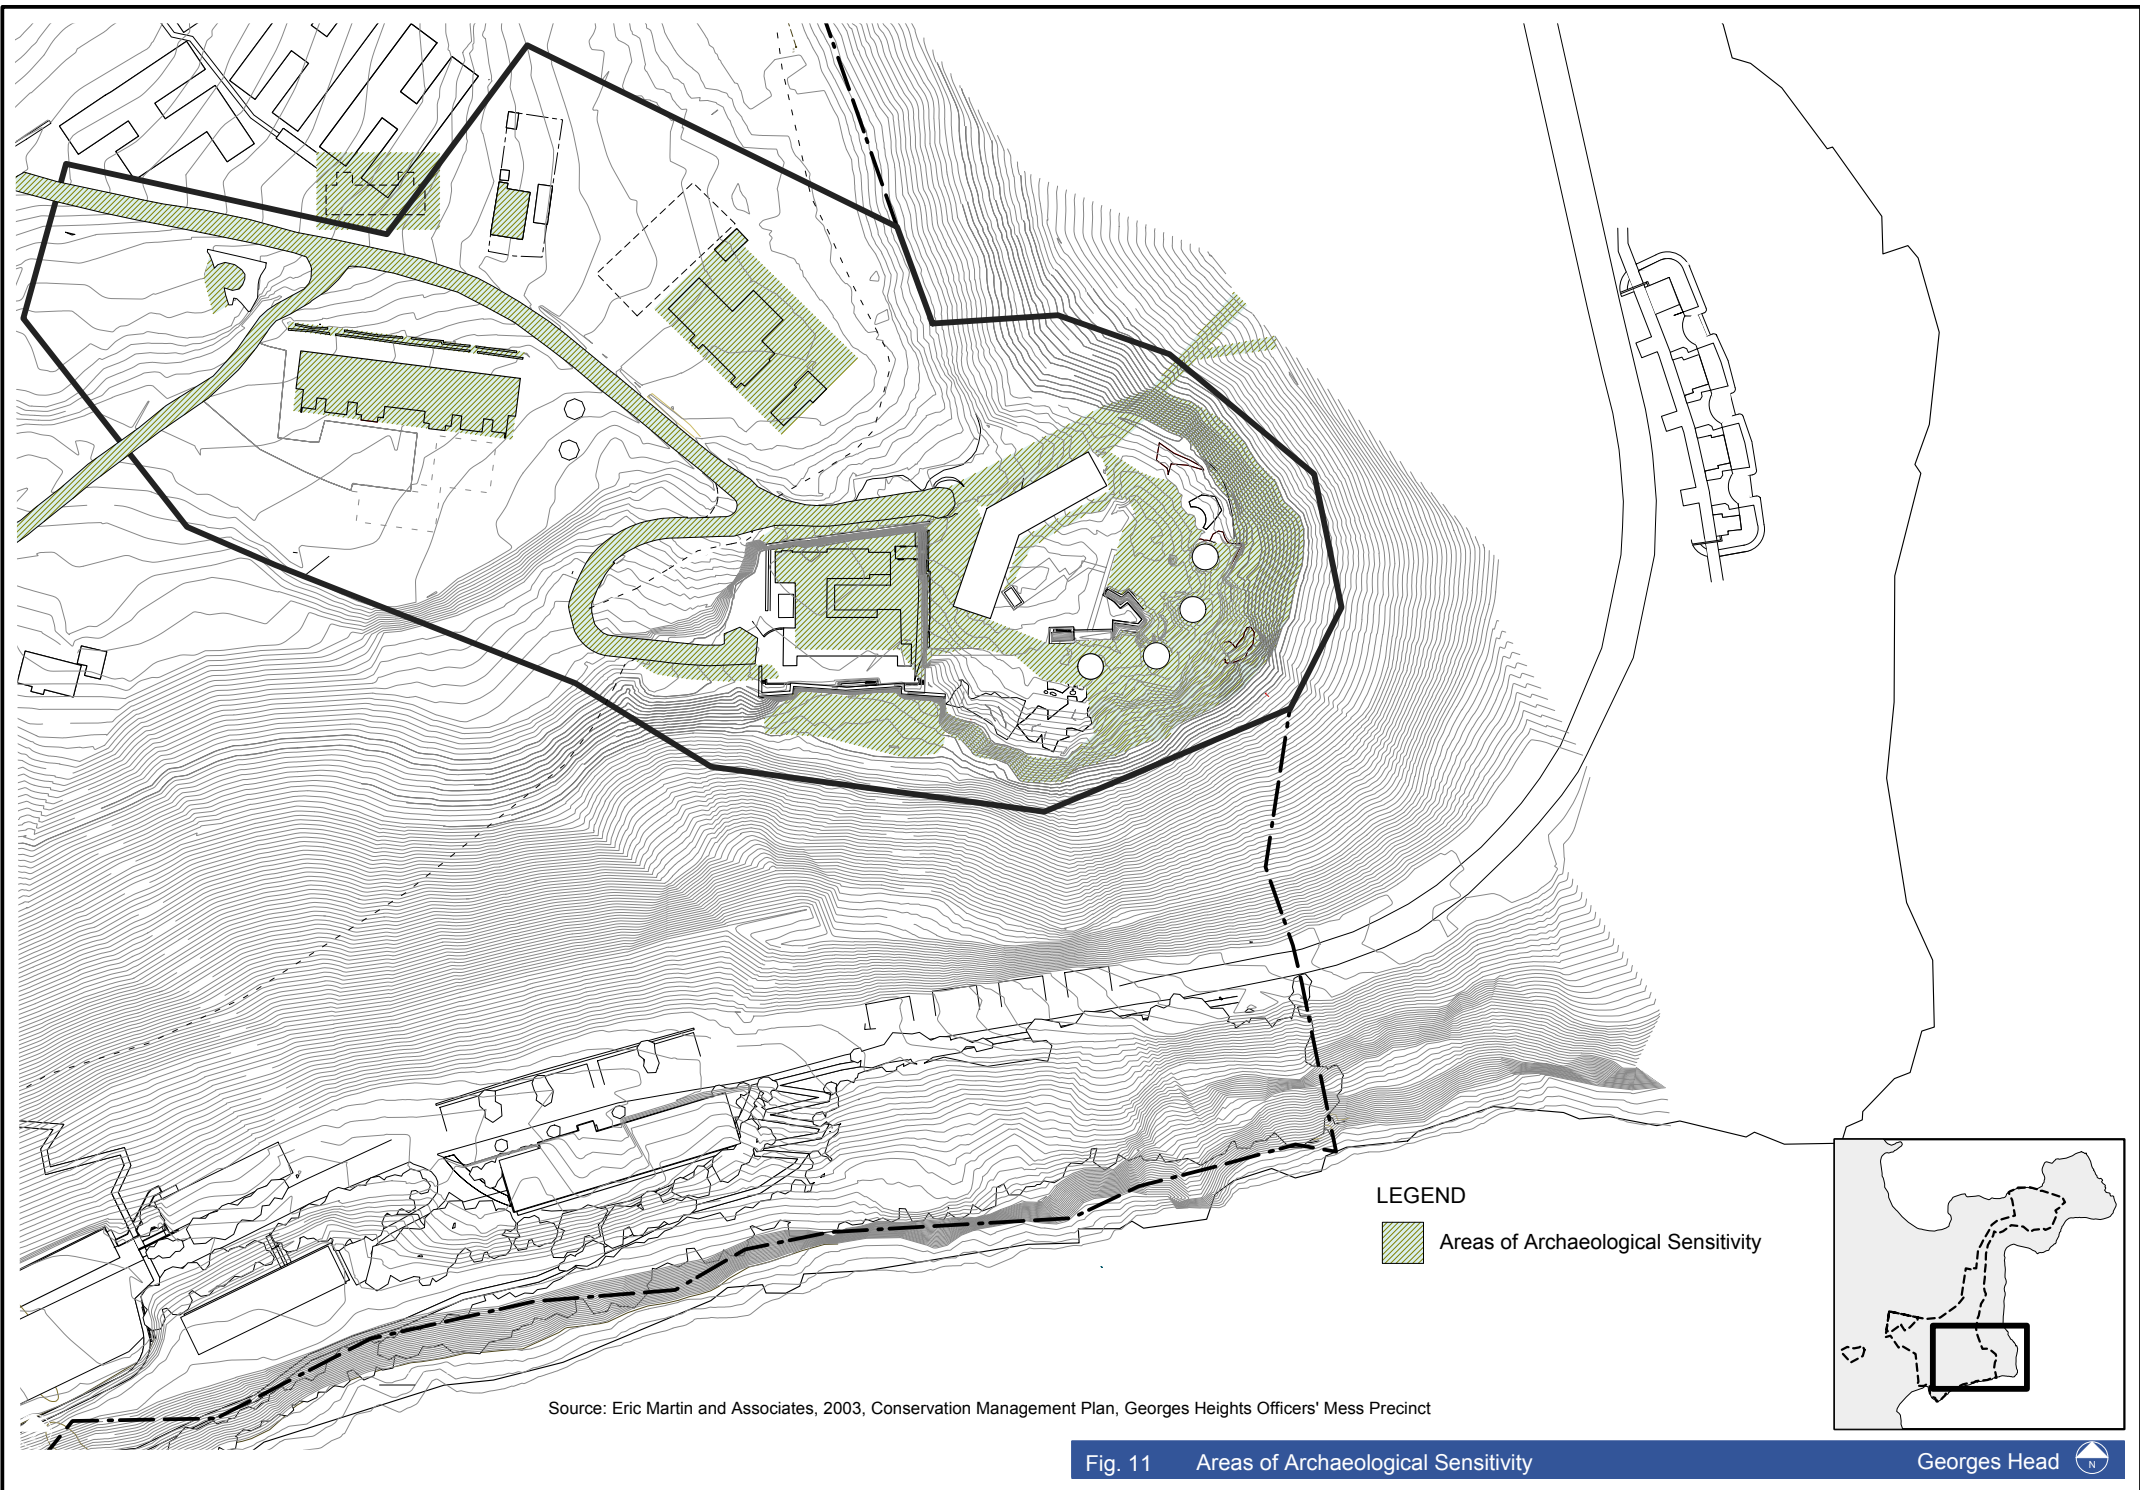 LEGEND
Areas of Archaeological Sensitivity
Source: Eric Martin and Associates, 2003, Conservation Management Plan, Georges Heights Officers' Mess Precinct
Fig. 11 Areas of Archaeological Sensitivity Georges Head
N